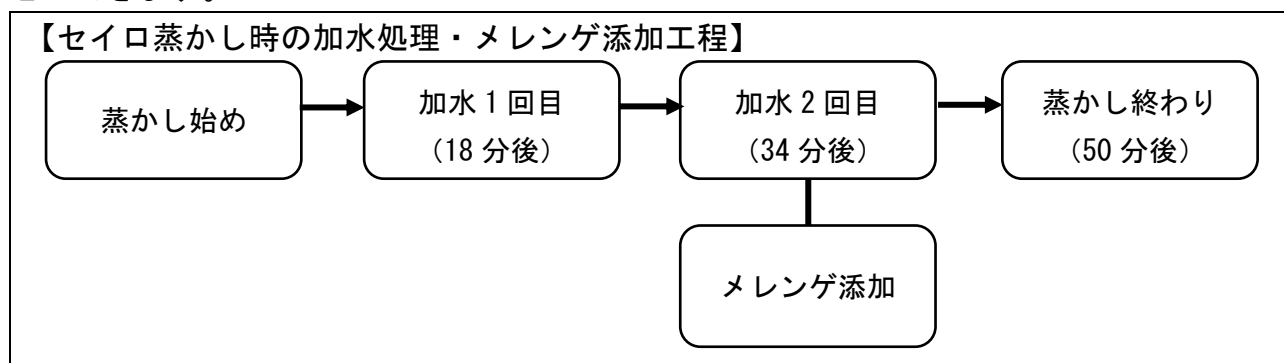 【セイロ蒸かし時の加水処理・メレンゲ添加工程】
蒸かし始め
加水1回目
(18分後)
加水2回目
(34分後)
蒸かし終わり
(50分後)
メレンゲ添加